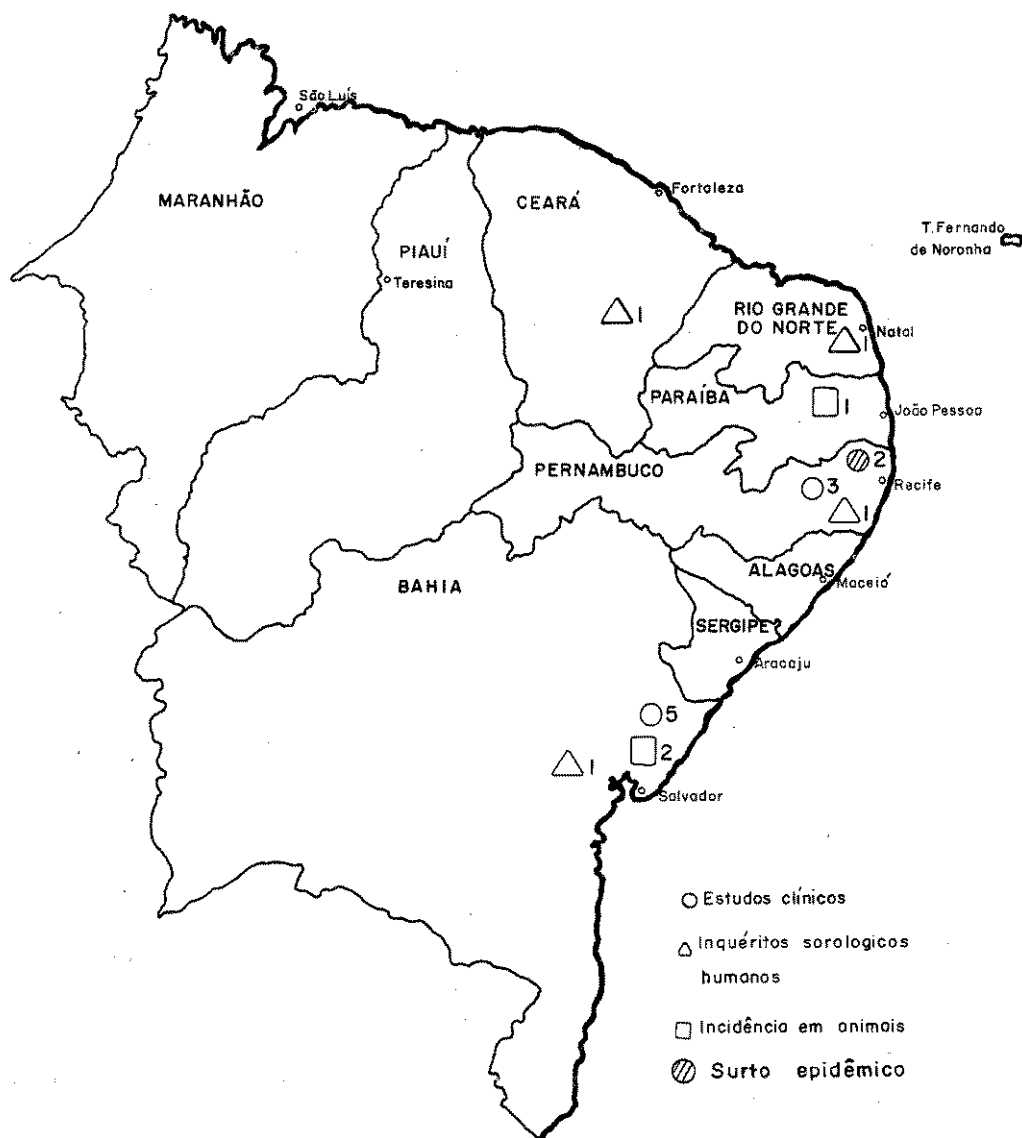 São Luís
MARANHÃO
CEARÁ
Fortaleza
T. Fernando
de Noronha
PIAUÍ
Teresina
1
RIO GRANDE
DO NORTE
Natal
1
PARAÍBA
1
João Pessoa
PERNAMBUCO
2
Recife
3
1
ALAGOAS
Maceió
BAHIA
SERGIPE
Aracaju
5
2
1
Salvador
Estudos clínicos
Inquéritos sorologicos
humanos
Incidência em animais
Surto epidêmico